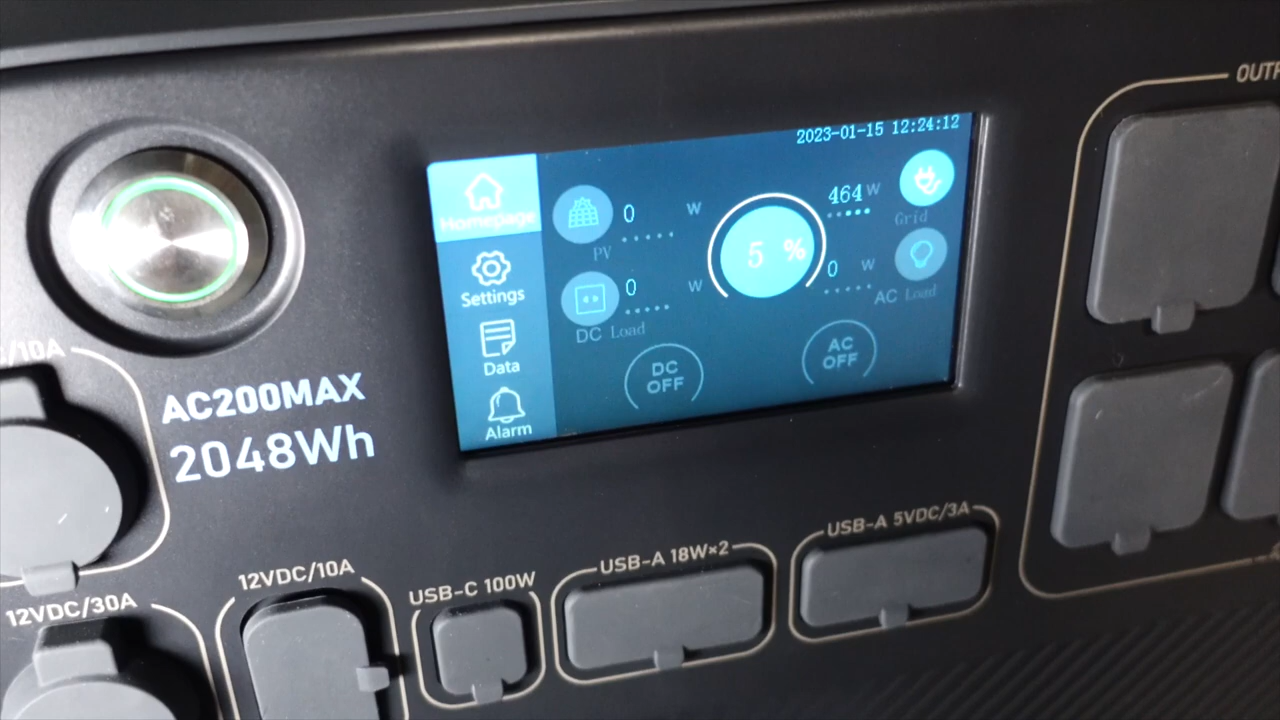 OUTP
2023-01-15 12:24:12
Homepage
0 W
PV
464 W
Grid
5 %
Settings
0 W
DC Load
0 W
AC Load
Data
DC
OFF
AC
OFF
Alarm
/10A
AC200MAX
2048Wh
12VDC/30A
12VDC/10A
USB-C 100W
USB-A 18W×2
USB-A 5VDC/3A